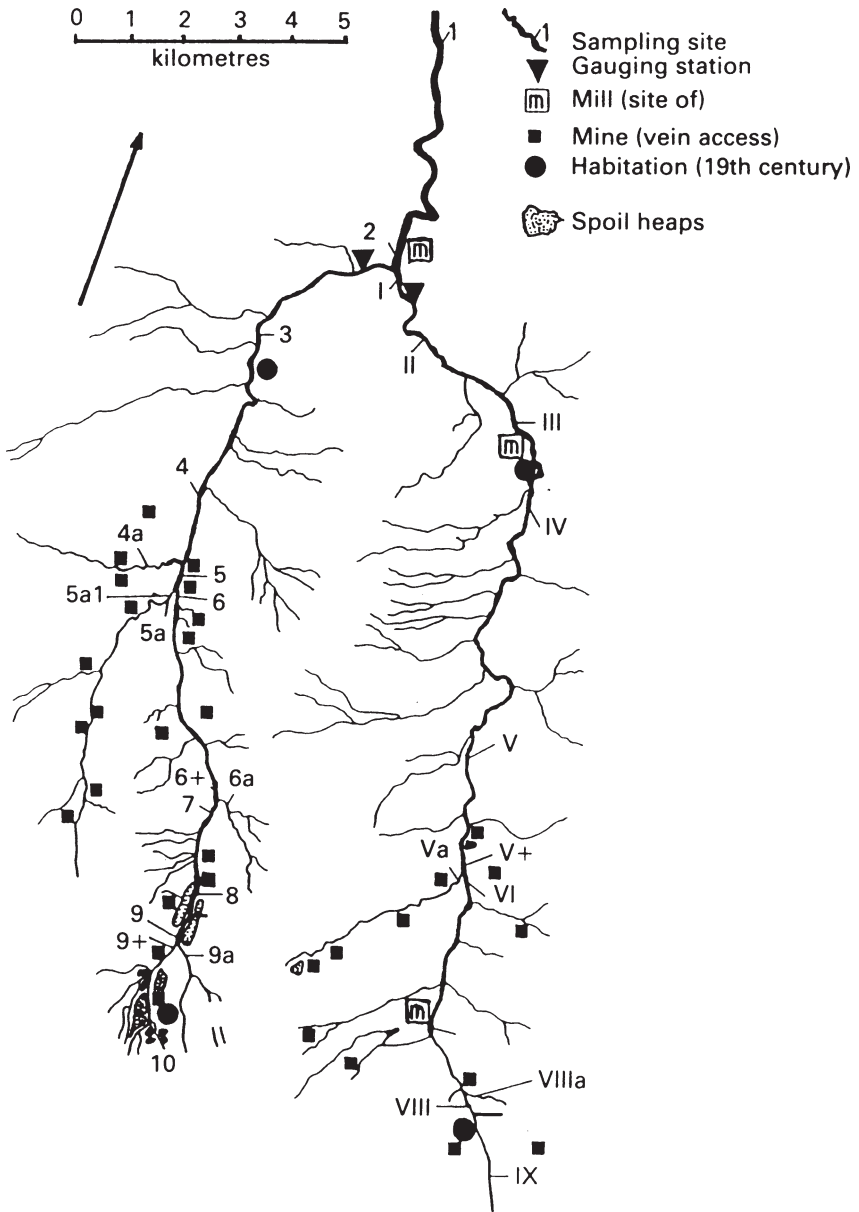 0 1 2 3 4 5
kilometres
1
1
Sampling site
Gauging station
m
Mill (site of)
Mine (vein access)
Habitation (19th century)
Spoil heaps
2
m
I
3
II
III
m
4
IV
4a
5
5a1
6
5a
V
6+ 6a
7
Va V+
VI
8
9
9+ 9a
m
10
II
VIIIa
VIII
IX